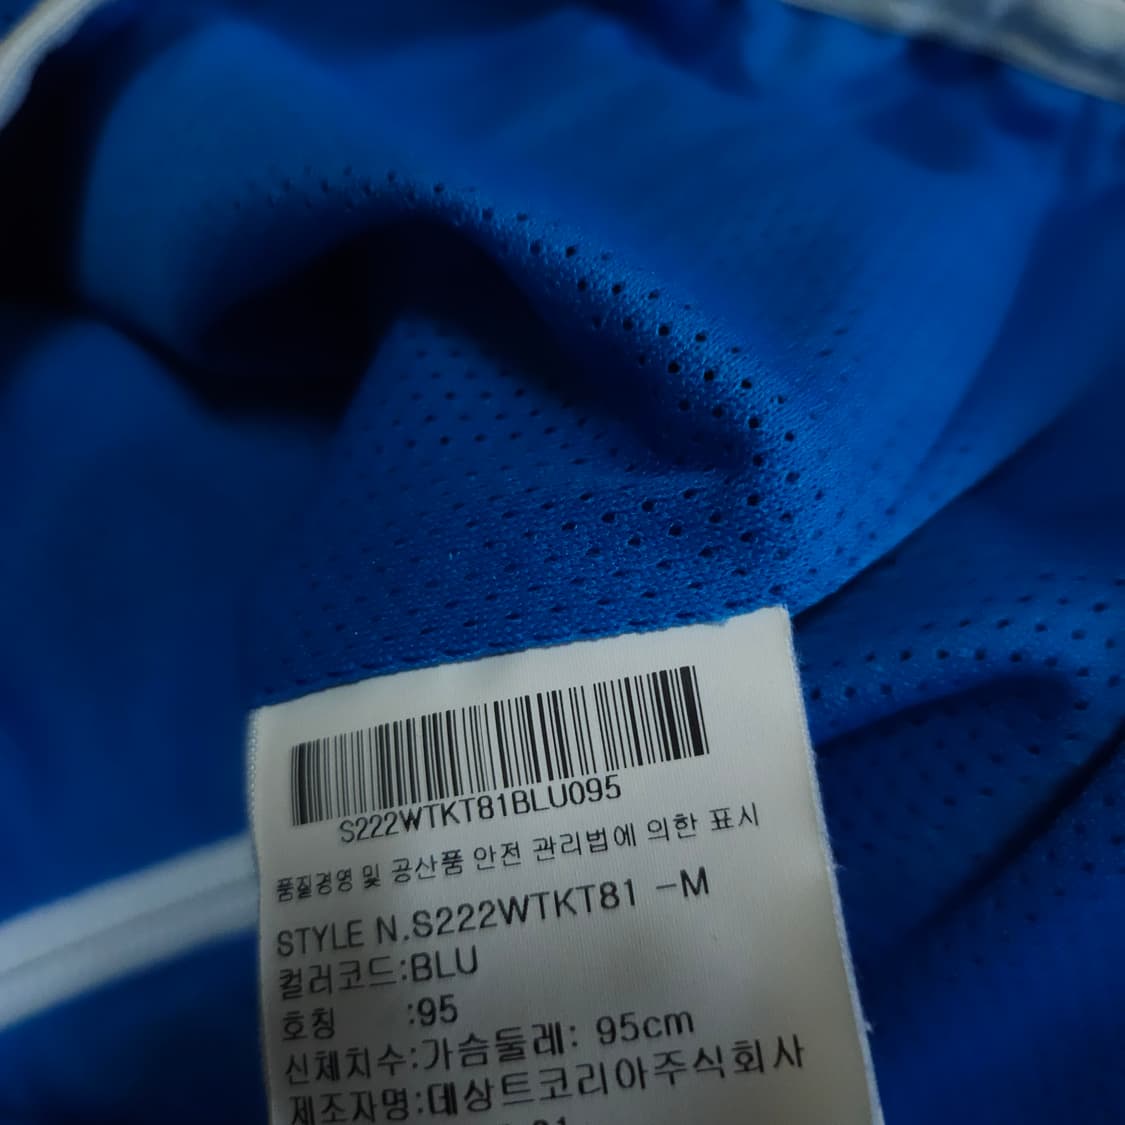 S222WTKT81BLU095
품질경영 및 공산품 안전 관리법에 의한 표시
STYLE N.S222WTKT81 -M
컬러코드:BLU
호칭 :95
신체치수:가슴둘레: 95cm
제조자명:데상트코리아주식회사